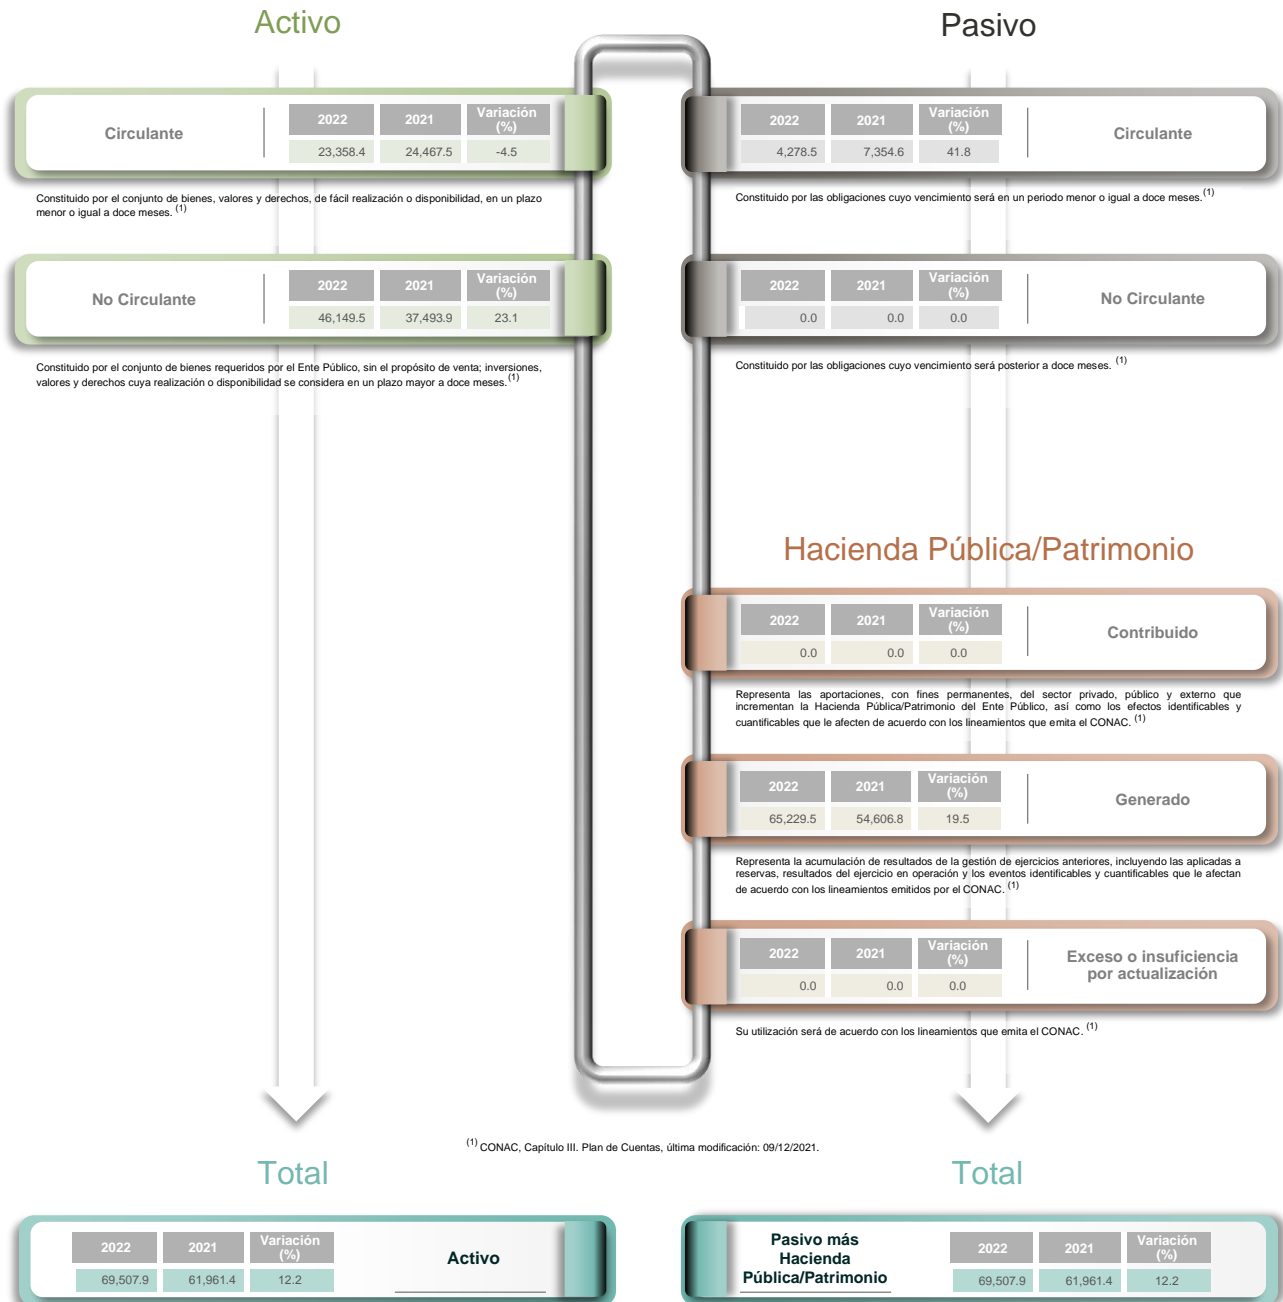 Activo
Circulante
2022 2021 Variación (%)
23,358.4 24,467.5 -4.5
Constituido por el conjunto de bienes, valores y derechos, de fácil realización o disponibilidad, en un plazo
menor o igual a doce meses. (1)
No Circulante
2022 2021 Variación (%)
46,149.5 37,493.9 23.1
Constituido por el conjunto de bienes requeridos por el Ente Público, sin el propósito de venta; inversiones,
valores y derechos cuya realización o disponibilidad se considera en un plazo mayor a doce meses. (1)
Pasivo
2022 2021 Variación (%)
4,278.5 7,354.6 41.8
Circulante
Constituido por las obligaciones cuyo vencimiento será en un periodo menor o igual a doce meses. (1)
2022 2021 Variación (%)
0.0 0.0 0.0
No Circulante
Constituido por las obligaciones cuyo vencimiento será posterior a doce meses. (1)
Hacienda Pública/Patrimonio
2022 2021 Variación (%)
0.0 0.0 0.0
Contribuido
Representa las aportaciones, con fines permanentes, del sector privado, público y externo que
incrementan la Hacienda Pública/Patrimonio del Ente Público, así como los efectos identificables y
cuantificables que le afecten de acuerdo con los lineamientos que emita el CONAC. (1)
2022 2021 Variación (%)
65,229.5 54,606.8 19.5
Generado
Representa la acumulación de resultados de la gestión de ejercicios anteriores, incluyendo las aplicadas a
reservas, resultados del ejercicio en operación y los eventos identificables y cuantificables que le afectan
de acuerdo con los lineamientos emitidos por el CONAC. (1)
2022 2021 Variación (%)
0.0 0.0 0.0
Exceso o insuficiencia
por actualización
Su utilización será de acuerdo con los lineamientos que emita el CONAC. (1)
(1) CONAC, Capítulo III. Plan de Cuentas, última modificación: 09/12/2021.
Total
2022 2021 Variación (%)
69,507.9 61,961.4 12.2
Activo
Total
Pasivo más
Hacienda
Pública/Patrimonio
2022 2021 Variación (%)
69,507.9 61,961.4 12.2